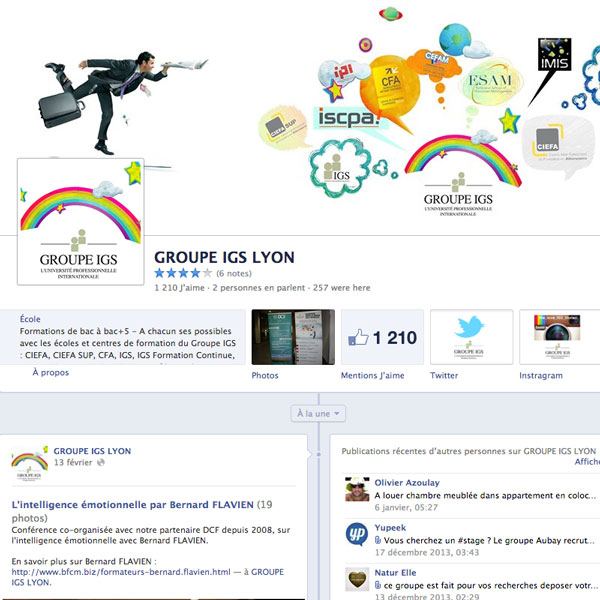 ipi
CFA
CEFAM
ESAM
IMIS
CIEFA SUP
iscpa!
IGS
CIEFA
GROUPE IGS
L'UNIVERSITÉ PROFESSIONNELLE
INTERNATIONALE
GROUPE IGS
L'UNIVERSITÉ PROFESSIONNELLE
INTERNATIONALE
GROUPE IGS LYON
(6 notes)
1 210 J'aime · 2 personnes en parlent · 257 were here
École
Formations de bac à bac+5 - A chacun ses possibles
avec les écoles et centres de formation du Groupe IGS
: CIEFA, CIEFA SUP, CFA, IGS, IGS Formation Continue,
À propos
DCF
1 210
GROUPE IGS
GROUPE IGS
Photos
Mentions J'aime
Twitter
Instagram
À la une
GROUPE IGS
GROUPE IGS LYON
13 février
L'intelligence émotionnelle par Bernard FLAVIEN (19
photos)
Conférence co-organisée avec notre partenaire DCF depuis 2008, sur
l'intelligence émotionnelle avec Bernard FLAVIEN.
En savoir plus sur Bernard FLAVIEN :
http://www.bfcm.biz/formateurs-bernard.flavien.html — à GROUPE
IGS LYON.
Publications récentes d'autres personnes sur GROUPE IGS LYON
Affiche
Olivier Azoulay
A louer chambre meublée dans appartement en coloc...
6 janvier, 05:27
yp
Yupeek
Vous cherchez un #stage ? Le groupe Aubay recrut...
17 décembre 2013, 03:43
Natur Elle
ce groupe est fait pour vos recherches deposer votr...
13 décembre 2013, 02:29